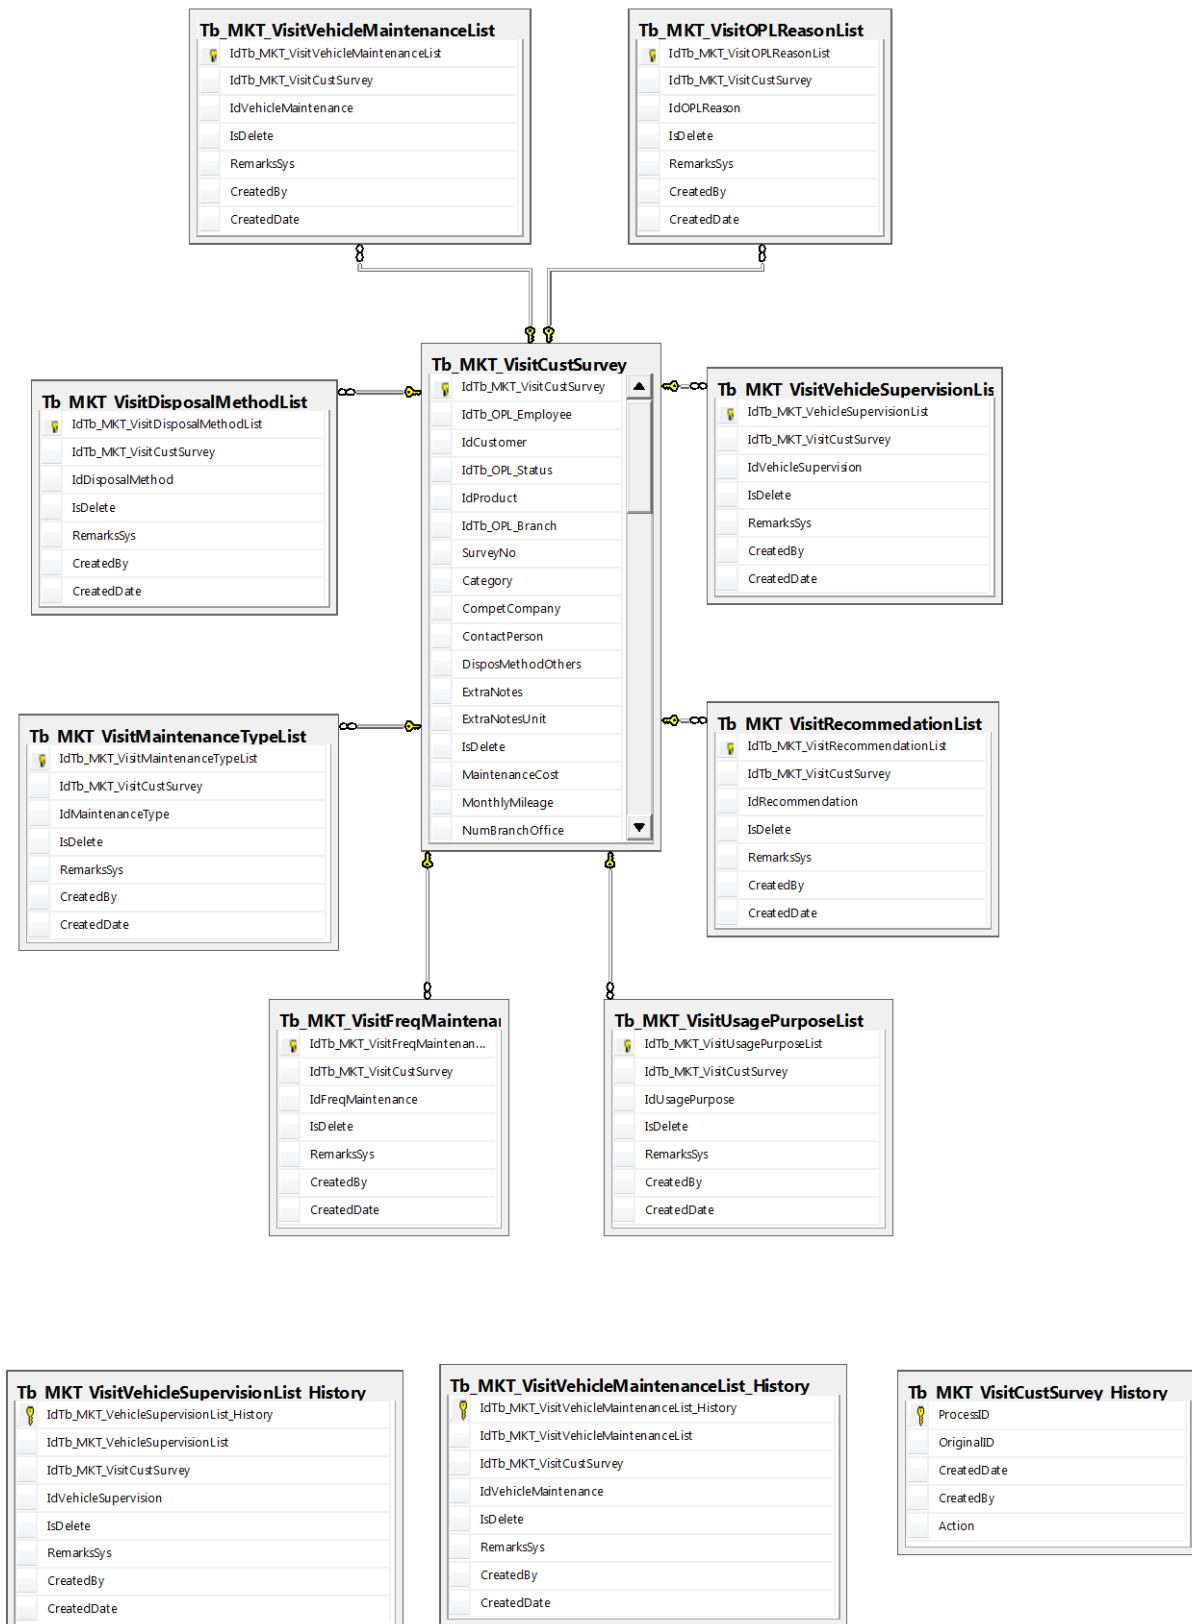 Tb_MKT_VisitVehicleMaintenanceList
IdTb_MKT_VisitVehicleMaintenanceList
IdTb_MKT_VisitCustSurvey
IdVehicleMaintenance
IsDelete
RemarksSys
CreatedBy
CreatedDate
Tb_MKT_VisitOPLReasonList
IdTb_MKT_VisitOPLReasonList
IdTb_MKT_VisitCustSurvey
IdOPLReason
IsDelete
RemarksSys
CreatedBy
CreatedDate
Tb_MKT_VisitDisposalMethodList
IdTb_MKT_VisitDisposalMethodList
IdTb_MKT_VisitCustSurvey
IdDisposalMethod
IsDelete
RemarksSys
CreatedBy
CreatedDate
Tb_MKT_VisitCustSurvey
IdTb_MKT_VisitCustSurvey
IdTb_OPL_Employee
IdCustomer
IdTb_OPL_Status
IdProduct
IdTb_OPL_Branch
SurveyNo
Category
CompetCompany
ContactPerson
DisposMethodOthers
ExtraNotes
ExtraNotesUnit
IsDelete
MaintenanceCost
MonthlyMileage
NumBranchOffice
Tb_MKT_VisitVehicleSupervisionLis
IdTb_MKT_VehicleSupervisionList
IdTb_MKT_VisitCustSurvey
IdVehicleSupervision
IsDelete
RemarksSys
CreatedBy
CreatedDate
Tb_MKT_VisitMaintenanceTypeList
IdTb_MKT_VisitMaintenanceTypeList
IdTb_MKT_VisitCustSurvey
IdMaintenanceType
IsDelete
RemarksSys
CreatedBy
CreatedDate
Tb_MKT_VisitRecommedationList
IdTb_MKT_VisitRecommendationList
IdTb_MKT_VisitCustSurvey
IdRecommendation
IsDelete
RemarksSys
CreatedBy
CreatedDate
Tb_MKT_VisitFreqMaintenan
IdTb_MKT_VisitFreqMaintenan...
IdTb_MKT_VisitCustSurvey
IdFreqMaintenance
IsDelete
RemarksSys
CreatedBy
CreatedDate
Tb_MKT_VisitUsagePurposeList
IdTb_MKT_VisitUsagePurposeList
IdTb_MKT_VisitCustSurvey
IdUsagePurpose
IsDelete
RemarksSys
CreatedBy
CreatedDate
Tb_MKT_VisitVehicleSupervisionList_History
IdTb_MKT_VehicleSupervisionList_History
IdTb_MKT_VehicleSupervisionList
IdTb_MKT_VisitCustSurvey
IdVehicleSupervision
IsDelete
RemarksSys
CreatedBy
CreatedDate
Tb_MKT_VisitVehicleMaintenanceList_History
IdTb_MKT_VisitVehicleMaintenanceList_History
IdTb_MKT_VisitVehicleMaintenanceList
IdTb_MKT_VisitCustSurvey
IdVehicleMaintenance
IsDelete
RemarksSys
CreatedBy
CreatedDate
Tb_MKT_VisitCustSurvey_History
ProcessID
OriginalID
CreatedDate
CreatedBy
Action